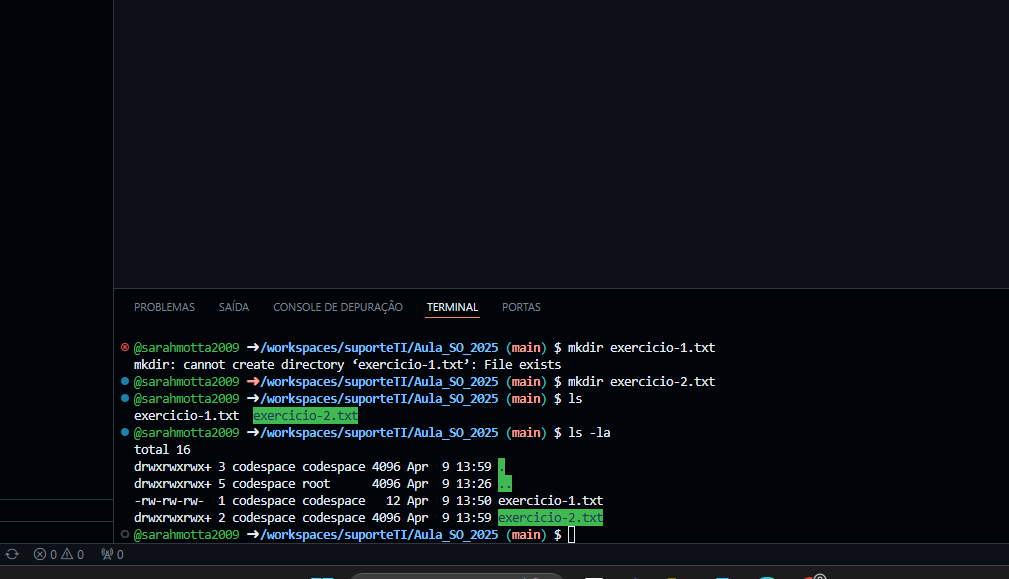 PROBLEMAS SAÍDA CONSOLE DE DEPURAÇÃO TERMINAL PORTAS
@sarahmotta2009 ➜/workspaces/suporteTI/Aula_SO_2025 (main) $ mkdir exercicio-1.txt
mkdir: cannot create directory ‘exercicio-1.txt’: File exists
@sarahmotta2009 ➜/workspaces/suporteTI/Aula_SO_2025 (main) $ mkdir exercicio-2.txt
@sarahmotta2009 ➜/workspaces/suporteTI/Aula_SO_2025 (main) $ ls
exercicio-1.txt  exercicio-2.txt
@sarahmotta2009 ➜/workspaces/suporteTI/Aula_SO_2025 (main) $ ls -la
total 16
drwxrwxrwx+ 3 codespace codespace 4096 Apr  9 13:59 .
drwxrwxrwx+ 5 codespace root      4096 Apr  9 13:26 ..
-rw-rw-rw-  1 codespace codespace   12 Apr  9 13:50 exercicio-1.txt
drwxrwxrwx+ 2 codespace codespace 4096 Apr  9 13:59 exercicio-2.txt
@sarahmotta2009 ➜/workspaces/suporteTI/Aula_SO_2025 (main) $
0 0 0